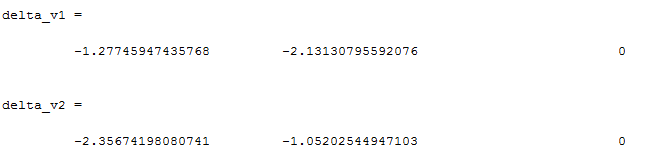 delta_v1 =
-1.27745947435768 -2.13130795592076 0
delta_v2 =
-2.35674198080741 -1.05202544947103 0